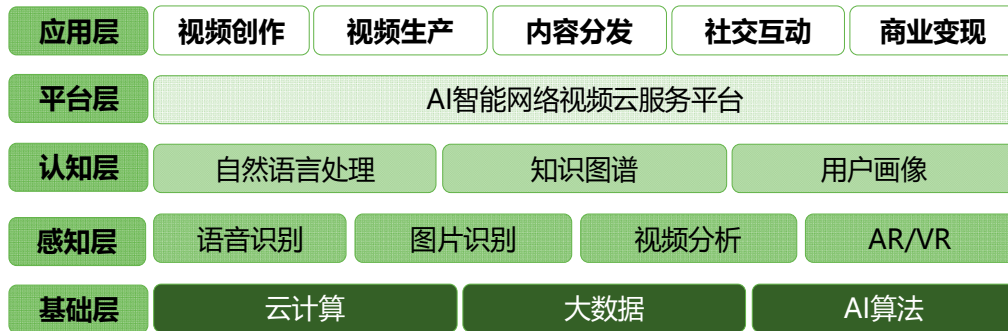 应用层 视频创作 视频生产 内容分发 社交互动 商业变现
平台层 AI智能网络视频云服务平台
认知层 自然语言处理 知识图谱 用户画像
感知层 语音识别 图片识别 视频分析 AR/VR
基础层 云计算 大数据 AI算法